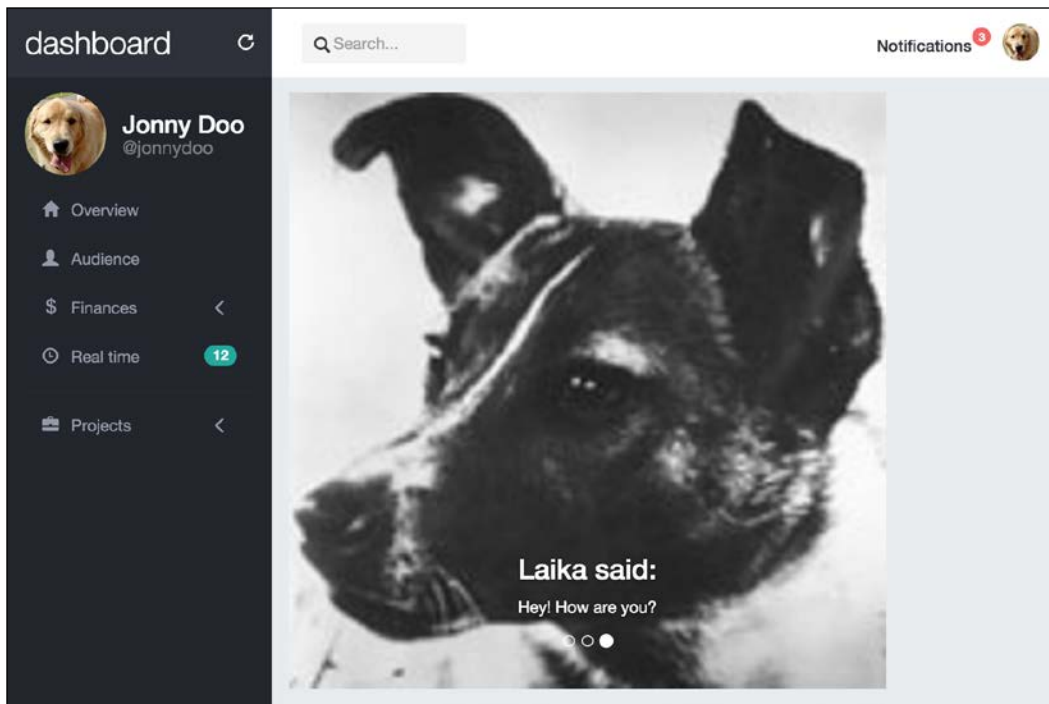 dashboard
Search...
Notifications 3
Jonny Doo
@jonnydoo
Overview
Audience
$ Finances
Real time 12
Projects
Laika said:
Hey! How are you?